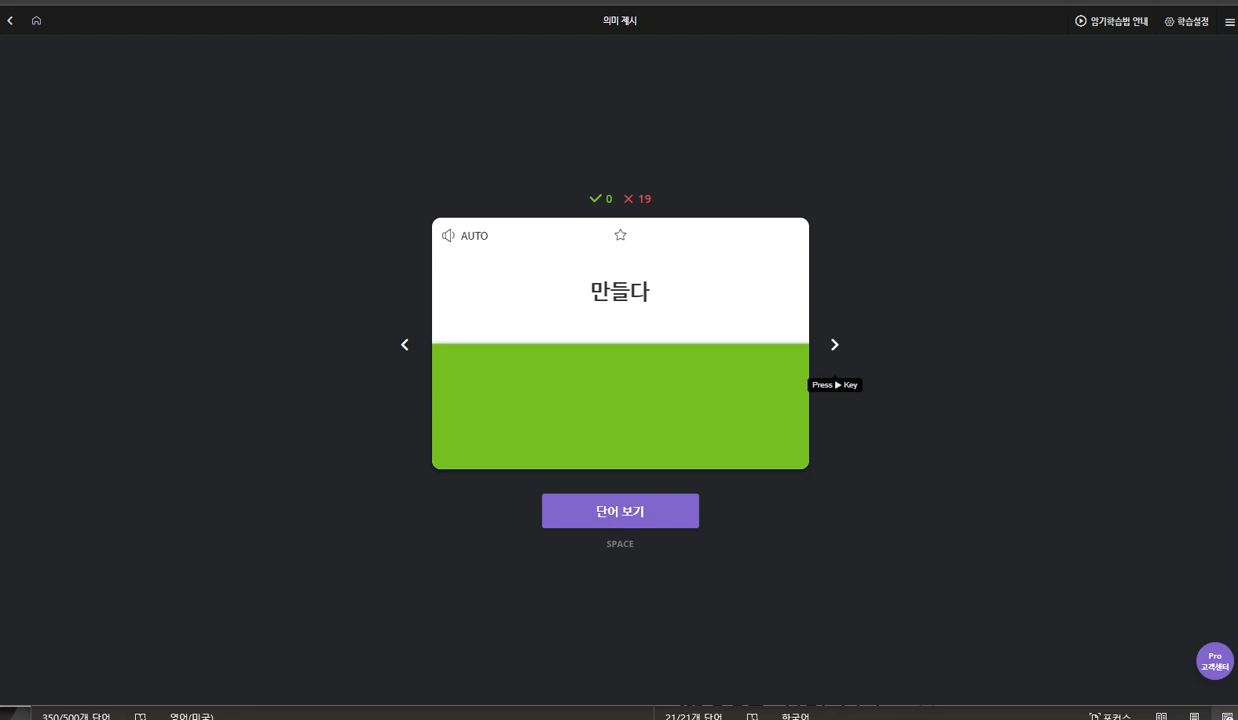 의미 제시
암기학습법 안내
학습설정
0 19
AUTO
만들다
Press ▶ Key
단어 보기
SPACE
Pro
고객센터
350/500개 단어 영어(미국)
21/21개 단어 한국어
포커스